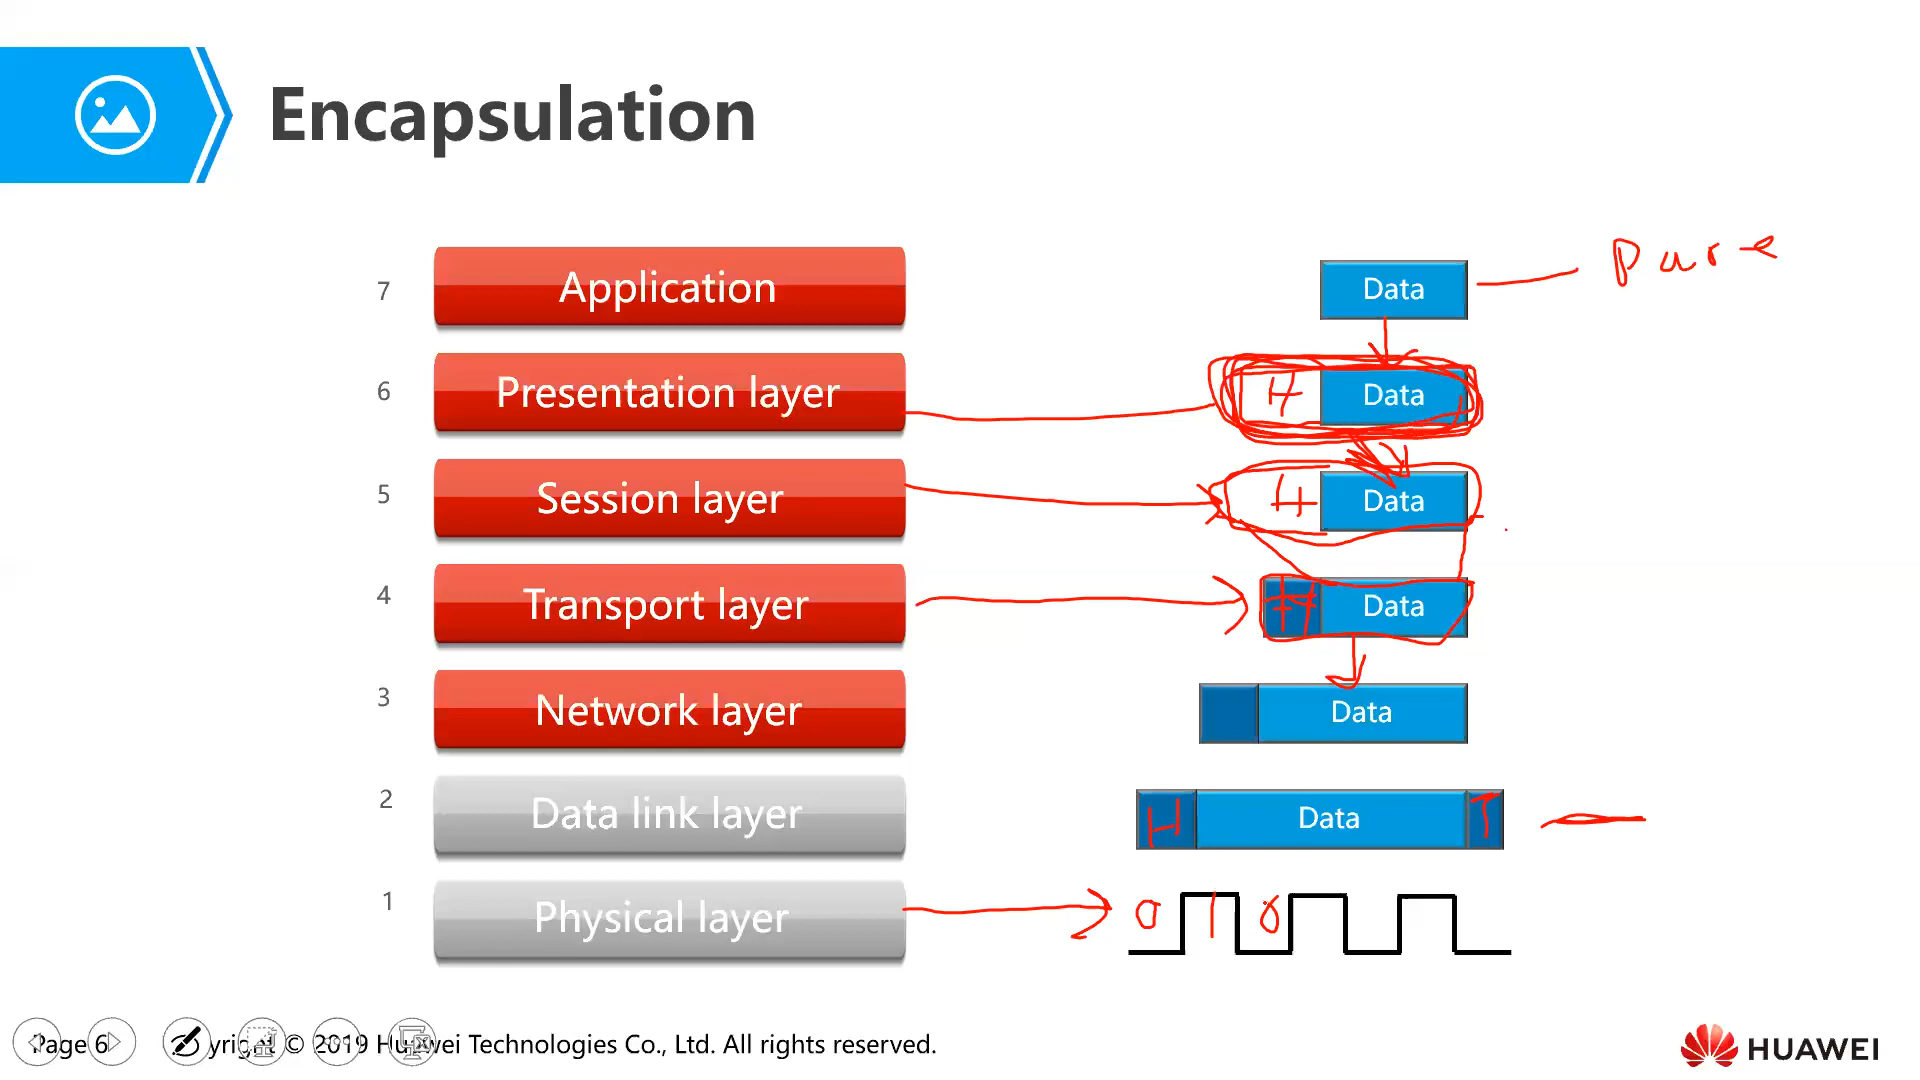 Encapsulation
7 Application Data Pure
6 Presentation layer H Data
5 Session layer H Data
4 Transport layer H Data
3 Network layer Data
2 Data link layer H Data T
1 Physical layer 0 1 0
Page 6 Copyright © 2019 Huawei Technologies Co., Ltd. All rights reserved.
HUAWEI